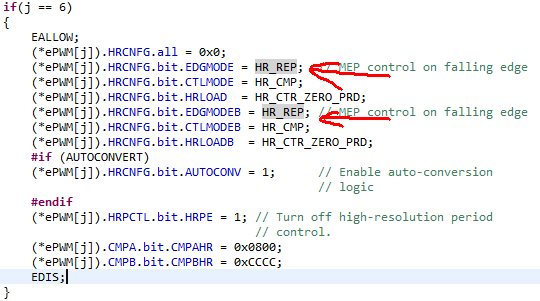 if(j == 6)
{
EALLOW;
(*ePWM[j]).HRCNFG.all = 0x0;
(*ePWM[j]).HRCNFG.bit.EDGMODE = HR_REP; // MEP control on falling edge
(*ePWM[j]).HRCNFG.bit.CTLMODE = HR_CMP;
(*ePWM[j]).HRCNFG.bit.HRLOAD = HR_CTR_ZERO_PRD;
(*ePWM[j]).HRCNFG.bit.EDGMODEB = HR_REP; // MEP control on falling edge
(*ePWM[j]).HRCNFG.bit.CTLMODEB = HR_CMP;
(*ePWM[j]).HRCNFG.bit.HRLOADB = HR_CTR_ZERO_PRD;
#if (AUTOCONVERT)
(*ePWM[j]).HRCNFG.bit.AUTOCONV = 1; // Enable auto-conversion
// logic
#endif
(*ePWM[j]).HRPCTL.bit.HRPE = 1; // Turn off high-resolution period
// control.
(*ePWM[j]).CMPA.bit.CMPAHR = 0x0800;
(*ePWM[j]).CMPB.bit.CMPBHR = 0xCCCC;
EDIS;
}